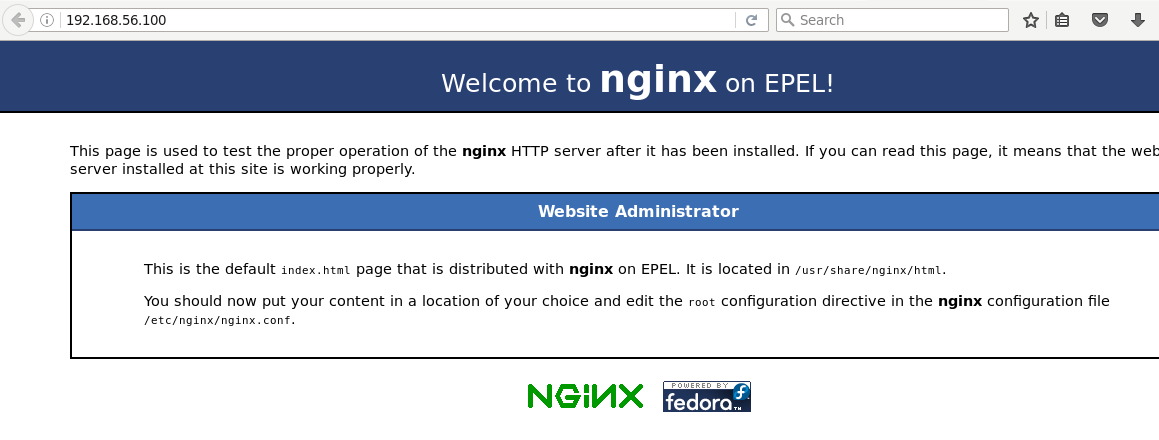 192.168.56.100
Search
Welcome to nginx on EPEL!
This page is used to test the proper operation of the nginx HTTP server after it has been installed. If you can read this page, it means that the web
server installed at this site is working properly.
Website Administrator
This is the default index.html page that is distributed with nginx on EPEL. It is located in /usr/share/nginx/html.
You should now put your content in a location of your choice and edit the root configuration directive in the nginx configuration file
/etc/nginx/nginx.conf.
NGINX
POWERED BY
fedora™